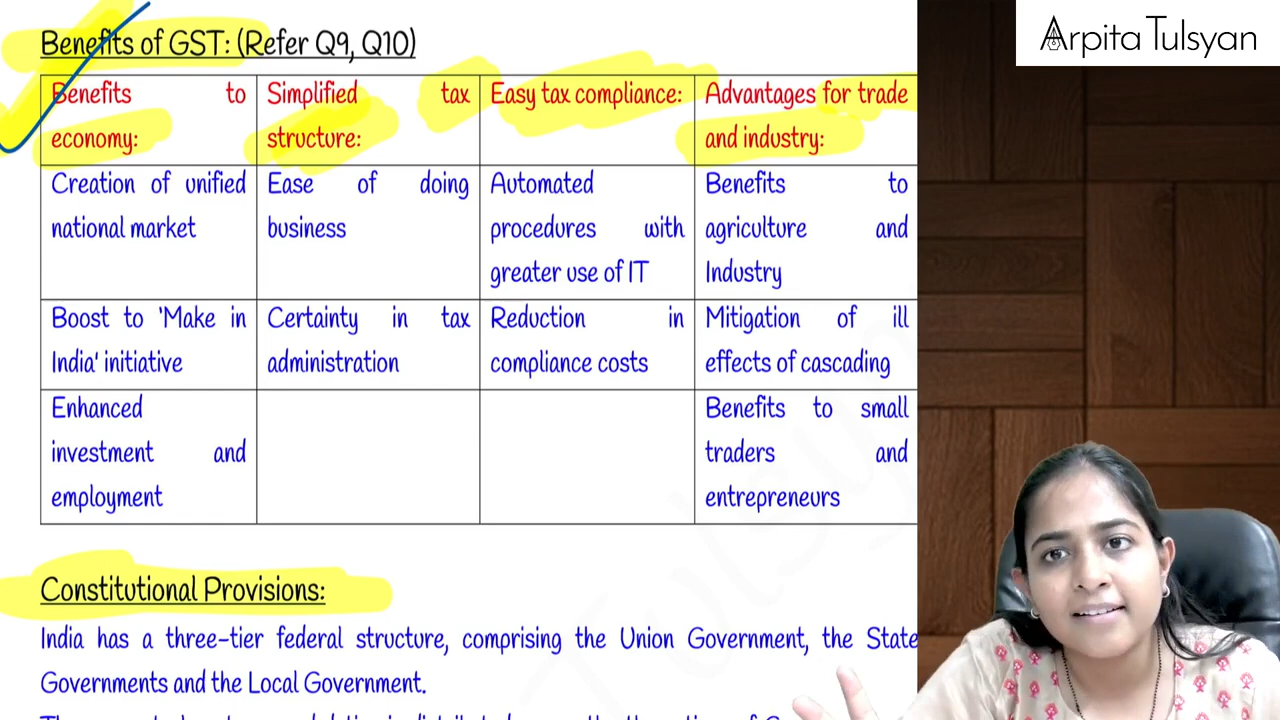 Arpita Tulsyan
Benefits of GST: (Refer Q9, Q10)
Benefits to
economy:
Simplified tax
structure:
Easy tax compliance:
Advantages for trade
and industry:
Creation of unified
national market
Ease of doing
business
Automated
procedures with
greater use of IT
Benefits to
agriculture and
Industry
Boost to 'Make in
India' initiative
Certainty in tax
administration
Reduction in
compliance costs
Mitigation of ill
effects of cascading
Enhanced
investment and
employment
Benefits to small
traders and
entrepreneurs
Constitutional Provisions:
India has a three-tier federal structure, comprising the Union Government, the State
Governments and the Local Government.